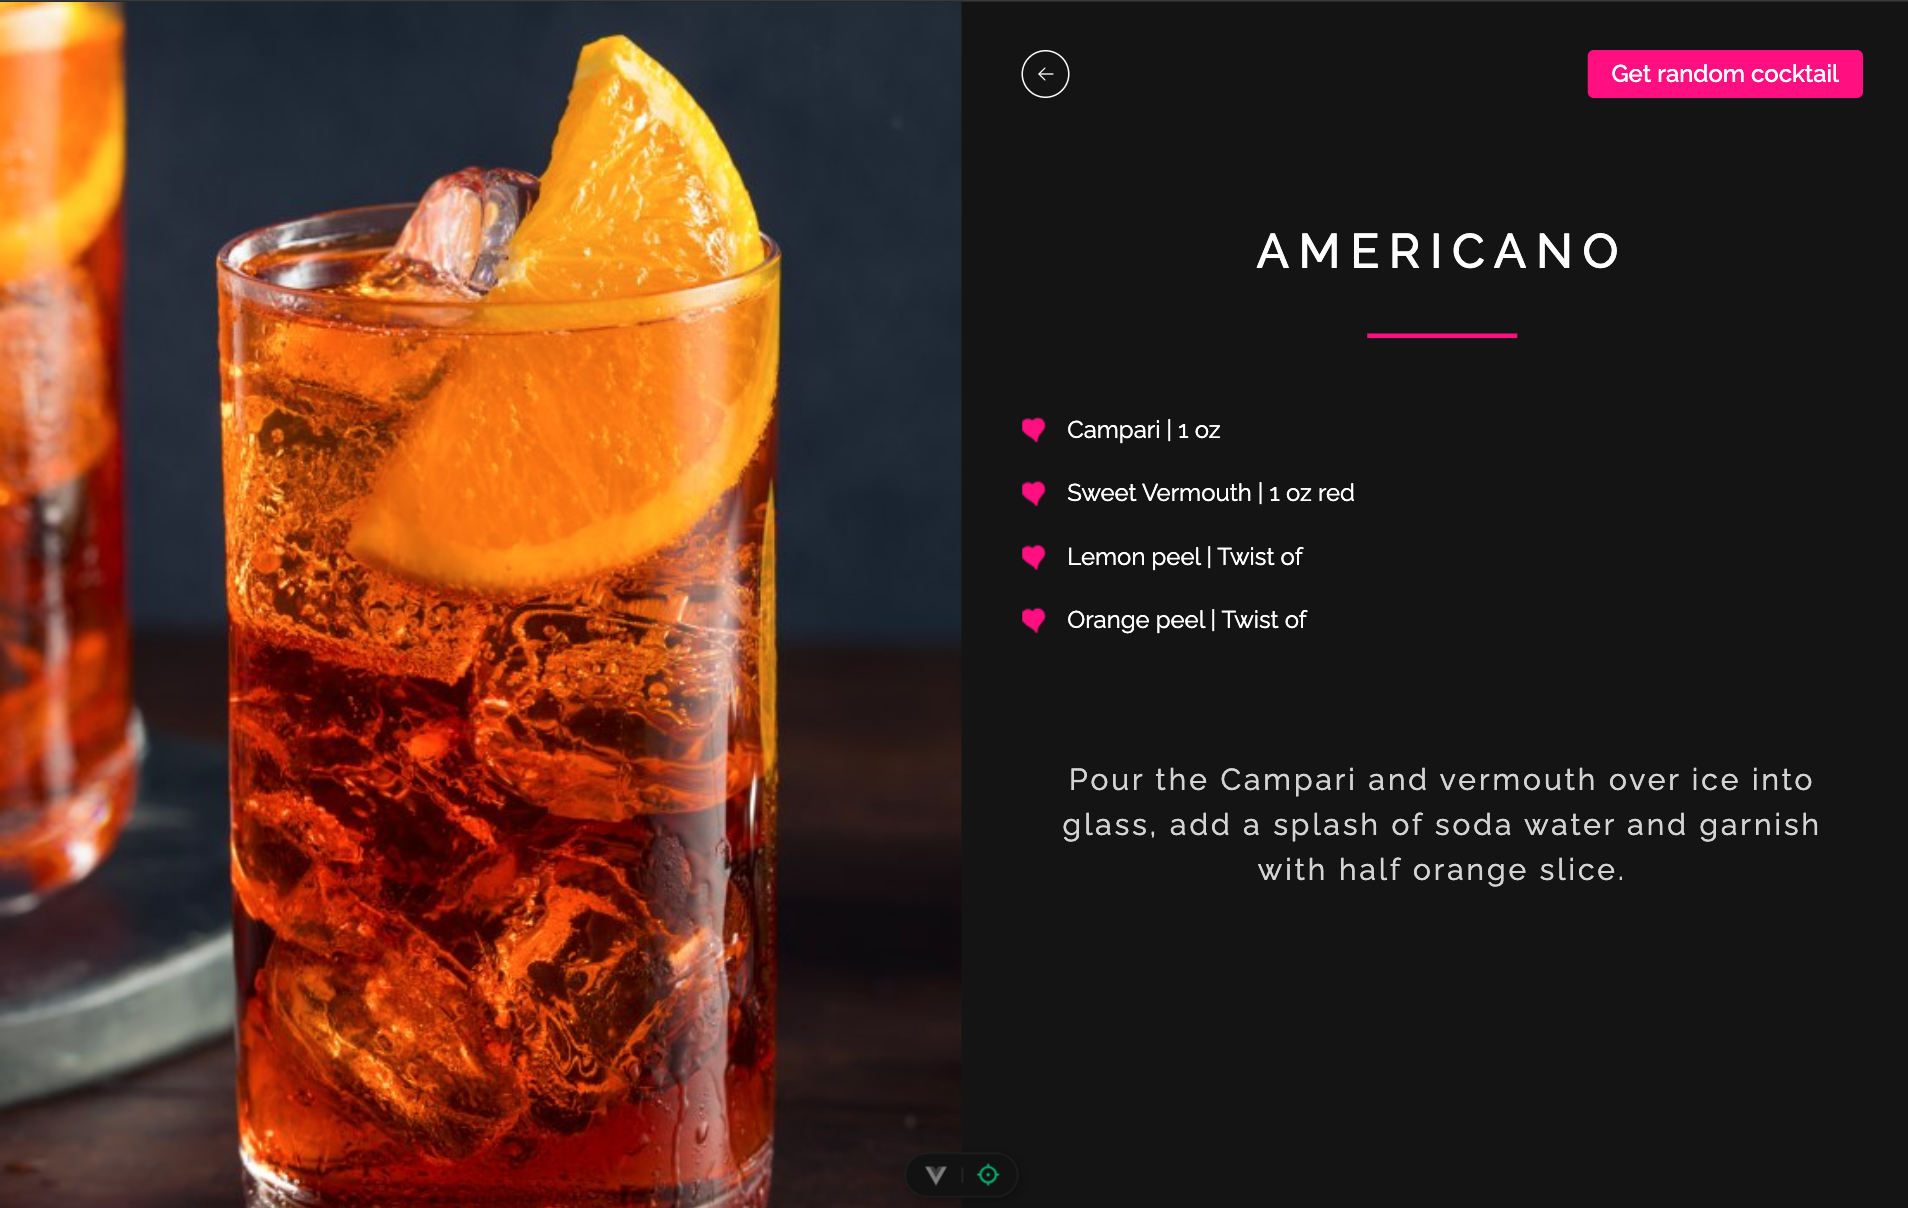 Get random cocktail
AMERICANO
Campari | 1 oz
Sweet Vermouth | 1 oz red
Lemon peel | Twist of
Orange peel | Twist of
Pour the Campari and vermouth over ice into
glass, add a splash of soda water and garnish
with half orange slice.